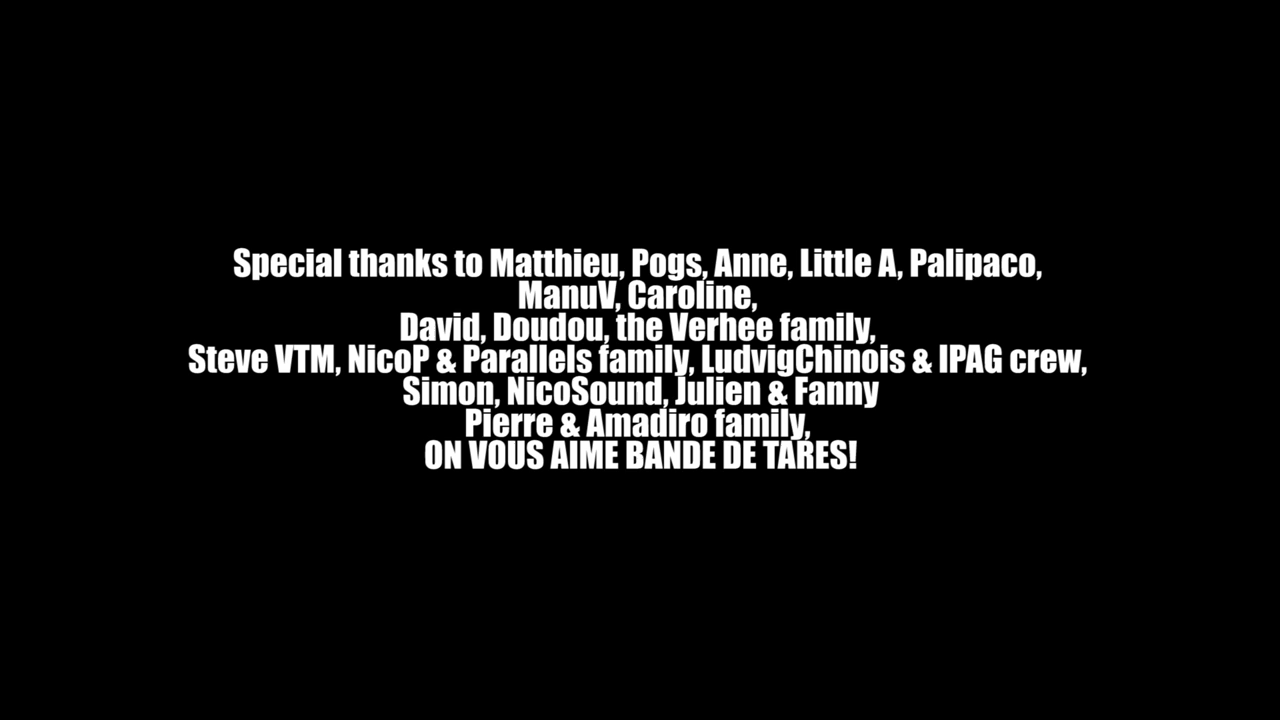 Special thanks to Matthieu, Pogs, Anne, Little A, Palipaco,
ManuV, Caroline,
David, Doudou, the Verhee family,
Steve VTM, NicoP & Parallels family, LudvigChinois & IPAG crew,
Simon, NicoSound, Julien & Fanny
Pierre & Amadiro family,
ON VOUS AIME BANDE DE TARES!